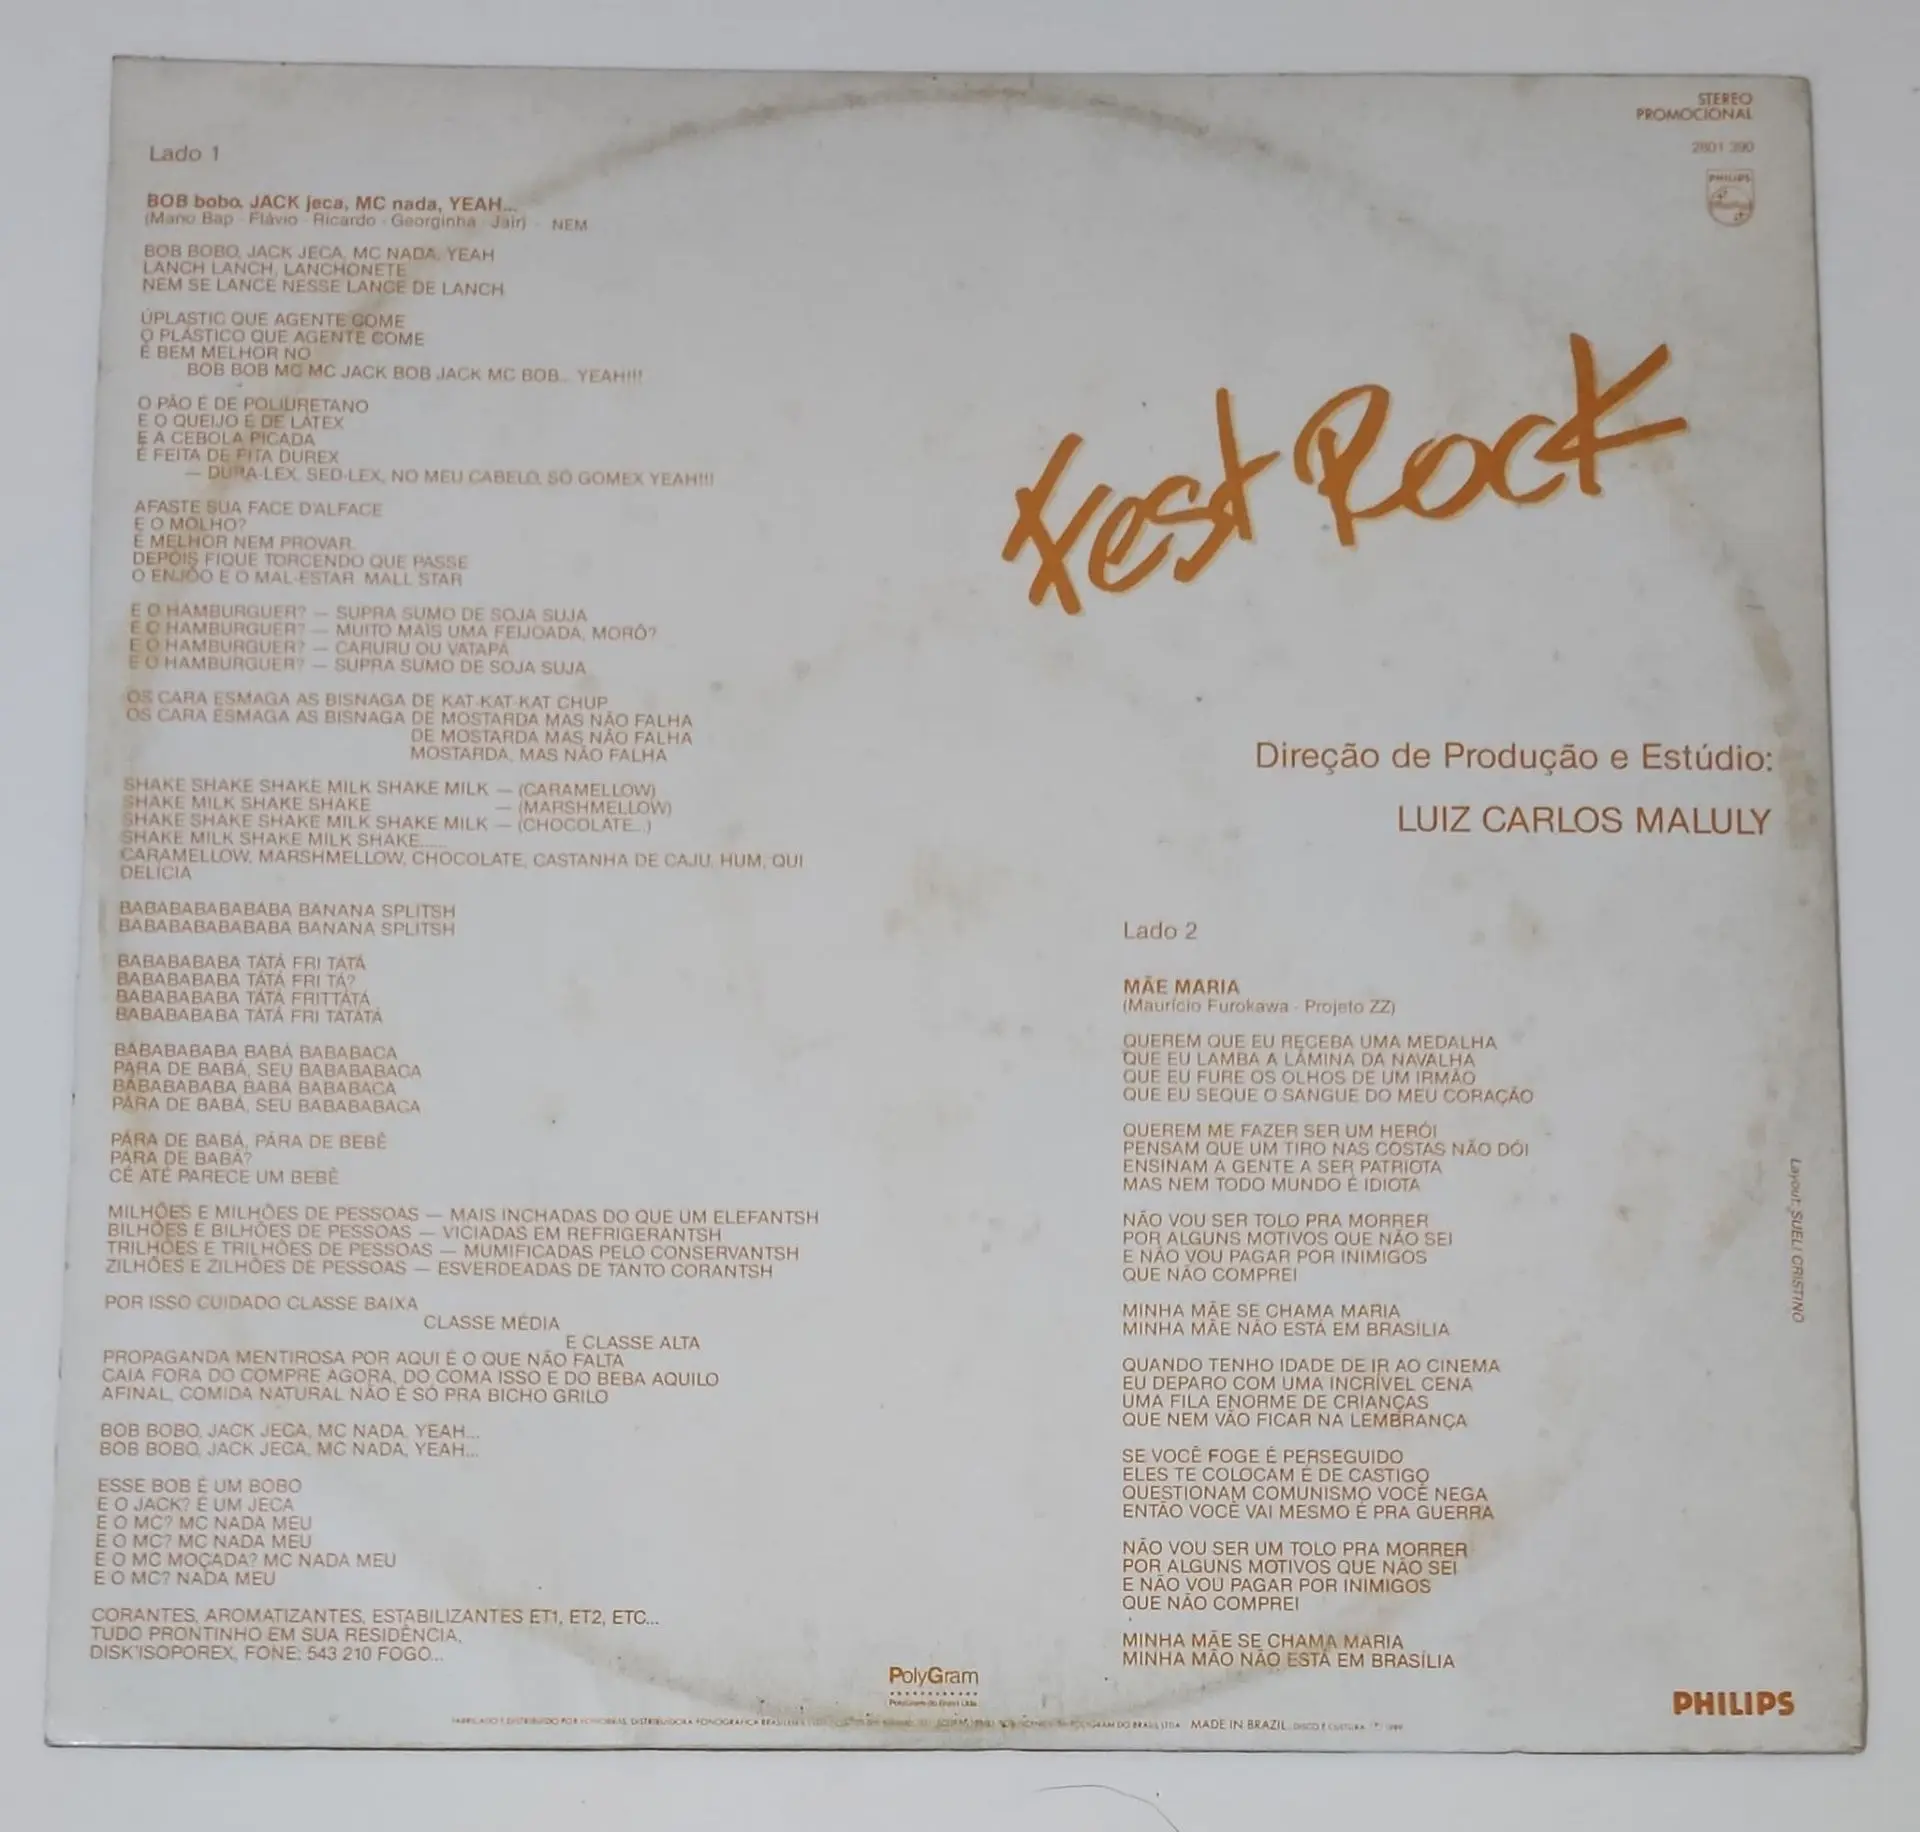 Lado 1
BOB bobo, JACK jeca, MC nada, YEAH...
(Mano Bap - Flávio - Ricardo - Georginha - Jair) - NEM
BOB BOBO, JACK JECA, MC NADA, YEAH
LANCH LANCH, LANCHONETE
NEM SE LANCE NESSE LANCE DE LANCH
ÚPLASTIC QUE AGENTE COME
O PLÁSTICO QUE AGENTE COME
É BEM MELHOR NO
BOB BOB MC MC JACK BOB JACK MC BOB... YEAH!!!
O PÃO É DE POLIURETANO
E O QUEIJO É DE LÁTEX
E A CEBOLA PICADA
É FEITA DE FITA DUREX
— DURA-LEX, SED-LEX, NO MEU CABELO, SÓ GOMEX YEAH!!!
AFASTE SUA FACE D'ALFACE
E O MOLHO?
É MELHOR NEM PROVAR
DEPOIS FIQUE TORCENDO QUE PASSE
O ENJÔO E O MAL-ESTAR MALL STAR
E O HAMBURGUER? — SUPRA SUMO DE SOJA SUJA
E O HAMBURGUER? — MUITO MAIS UMA FEIJOADA, MORÔ?
E O HAMBURGUER? — CARURU OU VATAPÁ
E O HAMBURGUER? — SUPRA SUMO DE SOJA SUJA
OS CARA ESMAGA AS BISNAGA DE KAT-KAT-KAT CHUP
OS CARA ESMAGA AS BISNAGA DE MOSTARDA MAS NÃO FALHA
DE MOSTARDA MAS NÃO FALHA
MOSTARDA, MAS NÃO FALHA
SHAKE SHAKE SHAKE MILK SHAKE MILK — (CARAMELLOW)
SHAKE MILK SHAKE SHAKE — (MARSHMELLOW)
SHAKE SHAKE SHAKE MILK SHAKE MILK — (CHOCOLATE...)
SHAKE MILK SHAKE MILK SHAKE......
CARAMELLOW, MARSHMELLOW, CHOCOLATE, CASTANHA DE CAJU, HUM, QUI
DELÍCIA
BABABABABABABA BANANA SPLITSH
BABABABABABABA BANANA SPLITSH
BABABABABA TÁTÁ FRI TÁTÁ
BABABABABA TÁTÁ FRI TÁ?
BABABABABA TÁTÁ FRITTÁTÁ
BABABABABA TÁTÁ FRI TÁTÁTÁ
BABABABABA BABÁ BABABACA
PÁRA DE BABÁ, SEU BABABABACA
BABABABABA BABÁ BABABACA
PÁRA DE BABÁ, SEU BABABABACA
PÁRA DE BABÁ, PÁRA DE BEBÊ
PÁRA DE BABÁ?
CÊ ATÉ PARECE UM BEBÊ
MILHÕES E MILHÕES DE PESSOAS — MAIS INCHADAS DO QUE UM ELEFANTSH
BILHÕES E BILHÕES DE PESSOAS — VICIADAS EM REFRIGERANTSH
TRILHÕES E TRILHÕES DE PESSOAS — MUMIFICADAS PELO CONSERVANTSH
ZILHÕES E ZILHÕES DE PESSOAS — ESVERDEADAS DE TANTO CORANTSH
POR ISSO CUIDADO CLASSE BAIXA
CLASSE MÉDIA
E CLASSE ALTA
PROPAGANDA MENTIROSA POR AQUI É O QUE NÃO FALTA
CAIA FORA DO COMPRE AGORA, DO COMA ISSO E DO BEBA AQUILO
AFINAL, COMIDA NATURAL NÃO É SÓ PRA BICHO GRILO
BOB BOBO, JACK JECA, MC NADA, YEAH...
BOB BOBO, JACK JECA, MC NADA, YEAH...
ESSE BOB É UM BOBO
E O JACK? É UM JECA
E O MC? MC NADA MEU
E O MC? MC NADA MEU
E O MC MOÇADA? MC NADA MEU
E O MC? NADA MEU
CORANTES, AROMATIZANTES, ESTABILIZANTES ET1, ET2, ETC...
TUDO PRONTINHO EM SUA RESIDÊNCIA,
DISK'ISOPOREX, FONE: 543 210 FOGO...
STEREO
PROMOCIONAL
2801 390
PHILIPS
Fest Rock
Direção de Produção e Estúdio:
LUIZ CARLOS MALULY
Lado 2
MÃE MARIA
(Maurício Furokawa - Projeto ZZ)
QUEREM QUE EU RECEBA UMA MEDALHA
QUE EU LAMBA A LÂMINA DA NAVALHA
QUE EU FURE OS OLHOS DE UM IRMÃO
QUE EU SEQUE O SANGUE DO MEU CORAÇÃO
QUEREM ME FAZER SER UM HERÓI
PENSAM QUE UM TIRO NAS COSTAS NÃO DÓI
ENSINAM A GENTE A SER PATRIOTA
MAS NEM TODO MUNDO É IDIOTA
NÃO VOU SER TOLO PRA MORRER
POR ALGUNS MOTIVOS QUE NÃO SEI
E NÃO VOU PAGAR POR INIMIGOS
QUE NÃO COMPREI
MINHA MÃE SE CHAMA MARIA
MINHA MÃE NÃO ESTÁ EM BRASÍLIA
QUANDO TENHO IDADE DE IR AO CINEMA
EU DEPARO COM UMA INCRÍVEL CENA
UMA FILA ENORME DE CRIANÇAS
QUE NEM VÃO FICAR NA LEMBRANÇA
SE VOCÊ FOGE É PERSEGUIDO
ELES TE COLOCAM É DE CASTIGO
QUESTIONAM COMUNISMO VOCÊ NEGA
ENTÃO VOCÊ VAI MESMO É PRA GUERRA
NÃO VOU SER UM TOLO PRA MORRER
POR ALGUNS MOTIVOS QUE NÃO SEI
E NÃO VOU PAGAR POR INIMIGOS
QUE NÃO COMPREI
MINHA MÃE SE CHAMA MARIA
MINHA MÃO NÃO ESTÁ EM BRASÍLIA
Layout: SUELI CRISTINO
PolyGram
PolyGram do Brasil Ltda.
FABRICADO E DISTRIBUÍDO POR SONOBRAS, DISTRIBUIDORA FONOGRÁFICA POLYGRAM DO BRASIL LTDA MADE IN BRAZIL. DISCO É CULTURA
PHILIPS